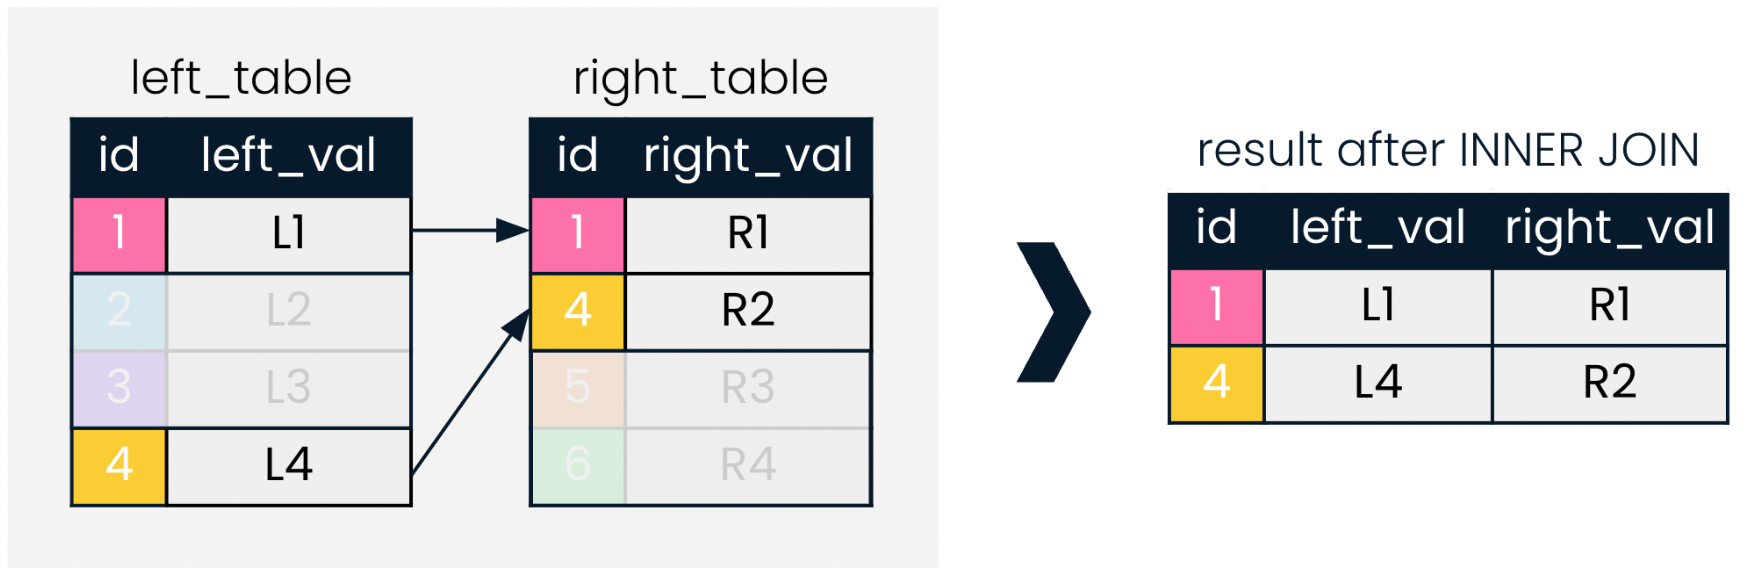 left_table
id left_val
1 L1
2 L2
3 L3
4 L4
right_table
id right_val
1 R1
4 R2
5 R3
6 R4
result after INNER JOIN
id left_val right_val
1 L1 R1
4 L4 R2